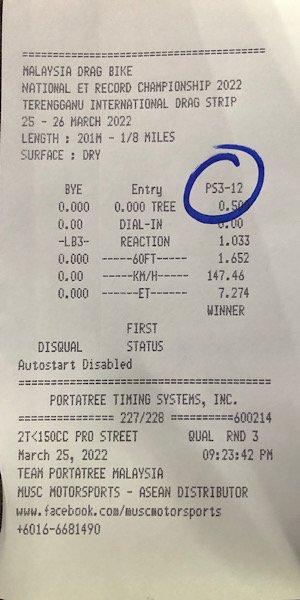 ==================================
MALAYSIA DRAG BIKE
NATIONAL ET RECORD CHAMPIONSHIP 2022
TERENGGANU INTERNATIONAL DRAG STRIP
25 - 26 MARCH 2022
LENGTH : 201M - 1/8 MILES
SURFACE : DRY
BYE Entry PS3-12
0.000 0.000 TREE
0.00 DIAL-IN 0.00
-LB3- REACTION 1.033
0.000 -----60FT----- 1.652
0.00 -----KM/H----- 147.46
0.000 ------ET------ 7.274
WINNER
FIRST
DISQUAL STATUS
Autostart Disabled
==================================
PORTATREE TIMING SYSTEMS, INC.
============== 227/228 ==========600214
2T<150CC PRO STREET QUAL RND 3
March 25, 2022 09:23:42 PM
TEAM PORTATREE MALAYSIA
MUSC MOTORSPORTS - ASEAN DISTRIBUTOR
www.facebook.com/muscmotorsports
+6016-6681490